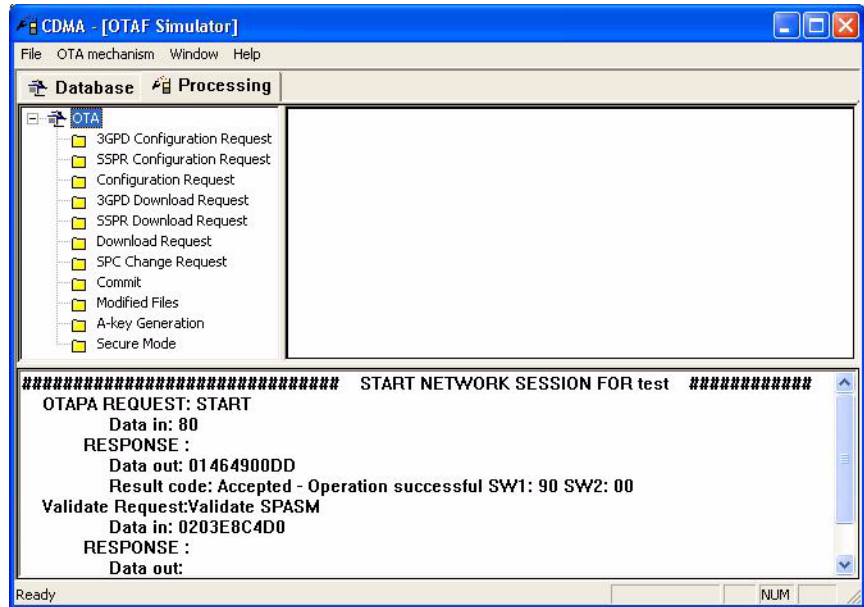 CDMA - [OTAF Simulator]
File OTA mechanism Window Help
Database Processing
OTA
3GPD Configuration Request
SSPR Configuration Request
Configuration Request
3GPD Download Request
SSPR Download Request
Download Request
SPC Change Request
Commit
Modified Files
A-key Generation
Secure Mode
############################### START NETWORK SESSION FOR test ############
OTAPA REQUEST: START
Data in: 80
RESPONSE :
Data out: 01464900DD
Result code: Accepted - Operation successful SW1: 90 SW2: 00
Validate Request:Validate SPASM
Data in: 0203E8C4D0
RESPONSE :
Data out:
Ready NUM